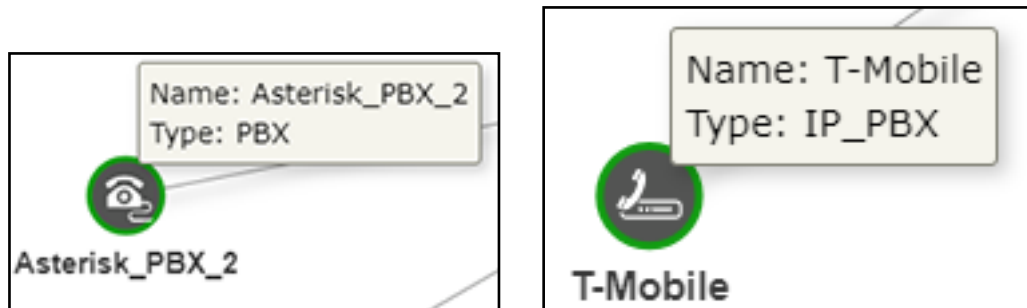 Name: Asterisk_PBX_2
Type: PBX
Asterisk_PBX_2
Name: T-Mobile
Type: IP_PBX
T-Mobile